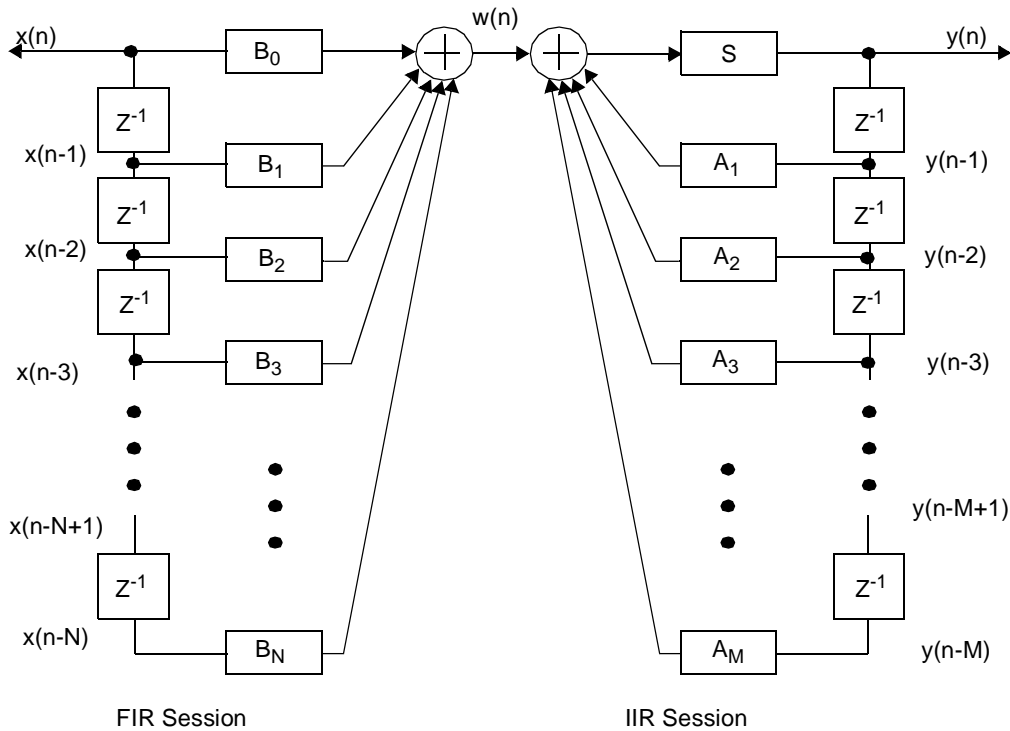 w(n)
x(n) B0 S y(n)
Z-1 Z-1
x(n-1) B1 A1 y(n-1)
Z-1 Z-1
x(n-2) B2 A2 y(n-2)
Z-1 Z-1
x(n-3) B3 A3 y(n-3)
x(n-N+1) y(n-M+1)
Z-1 Z-1
x(n-N) BN AM y(n-M)
FIR Session IIR Session